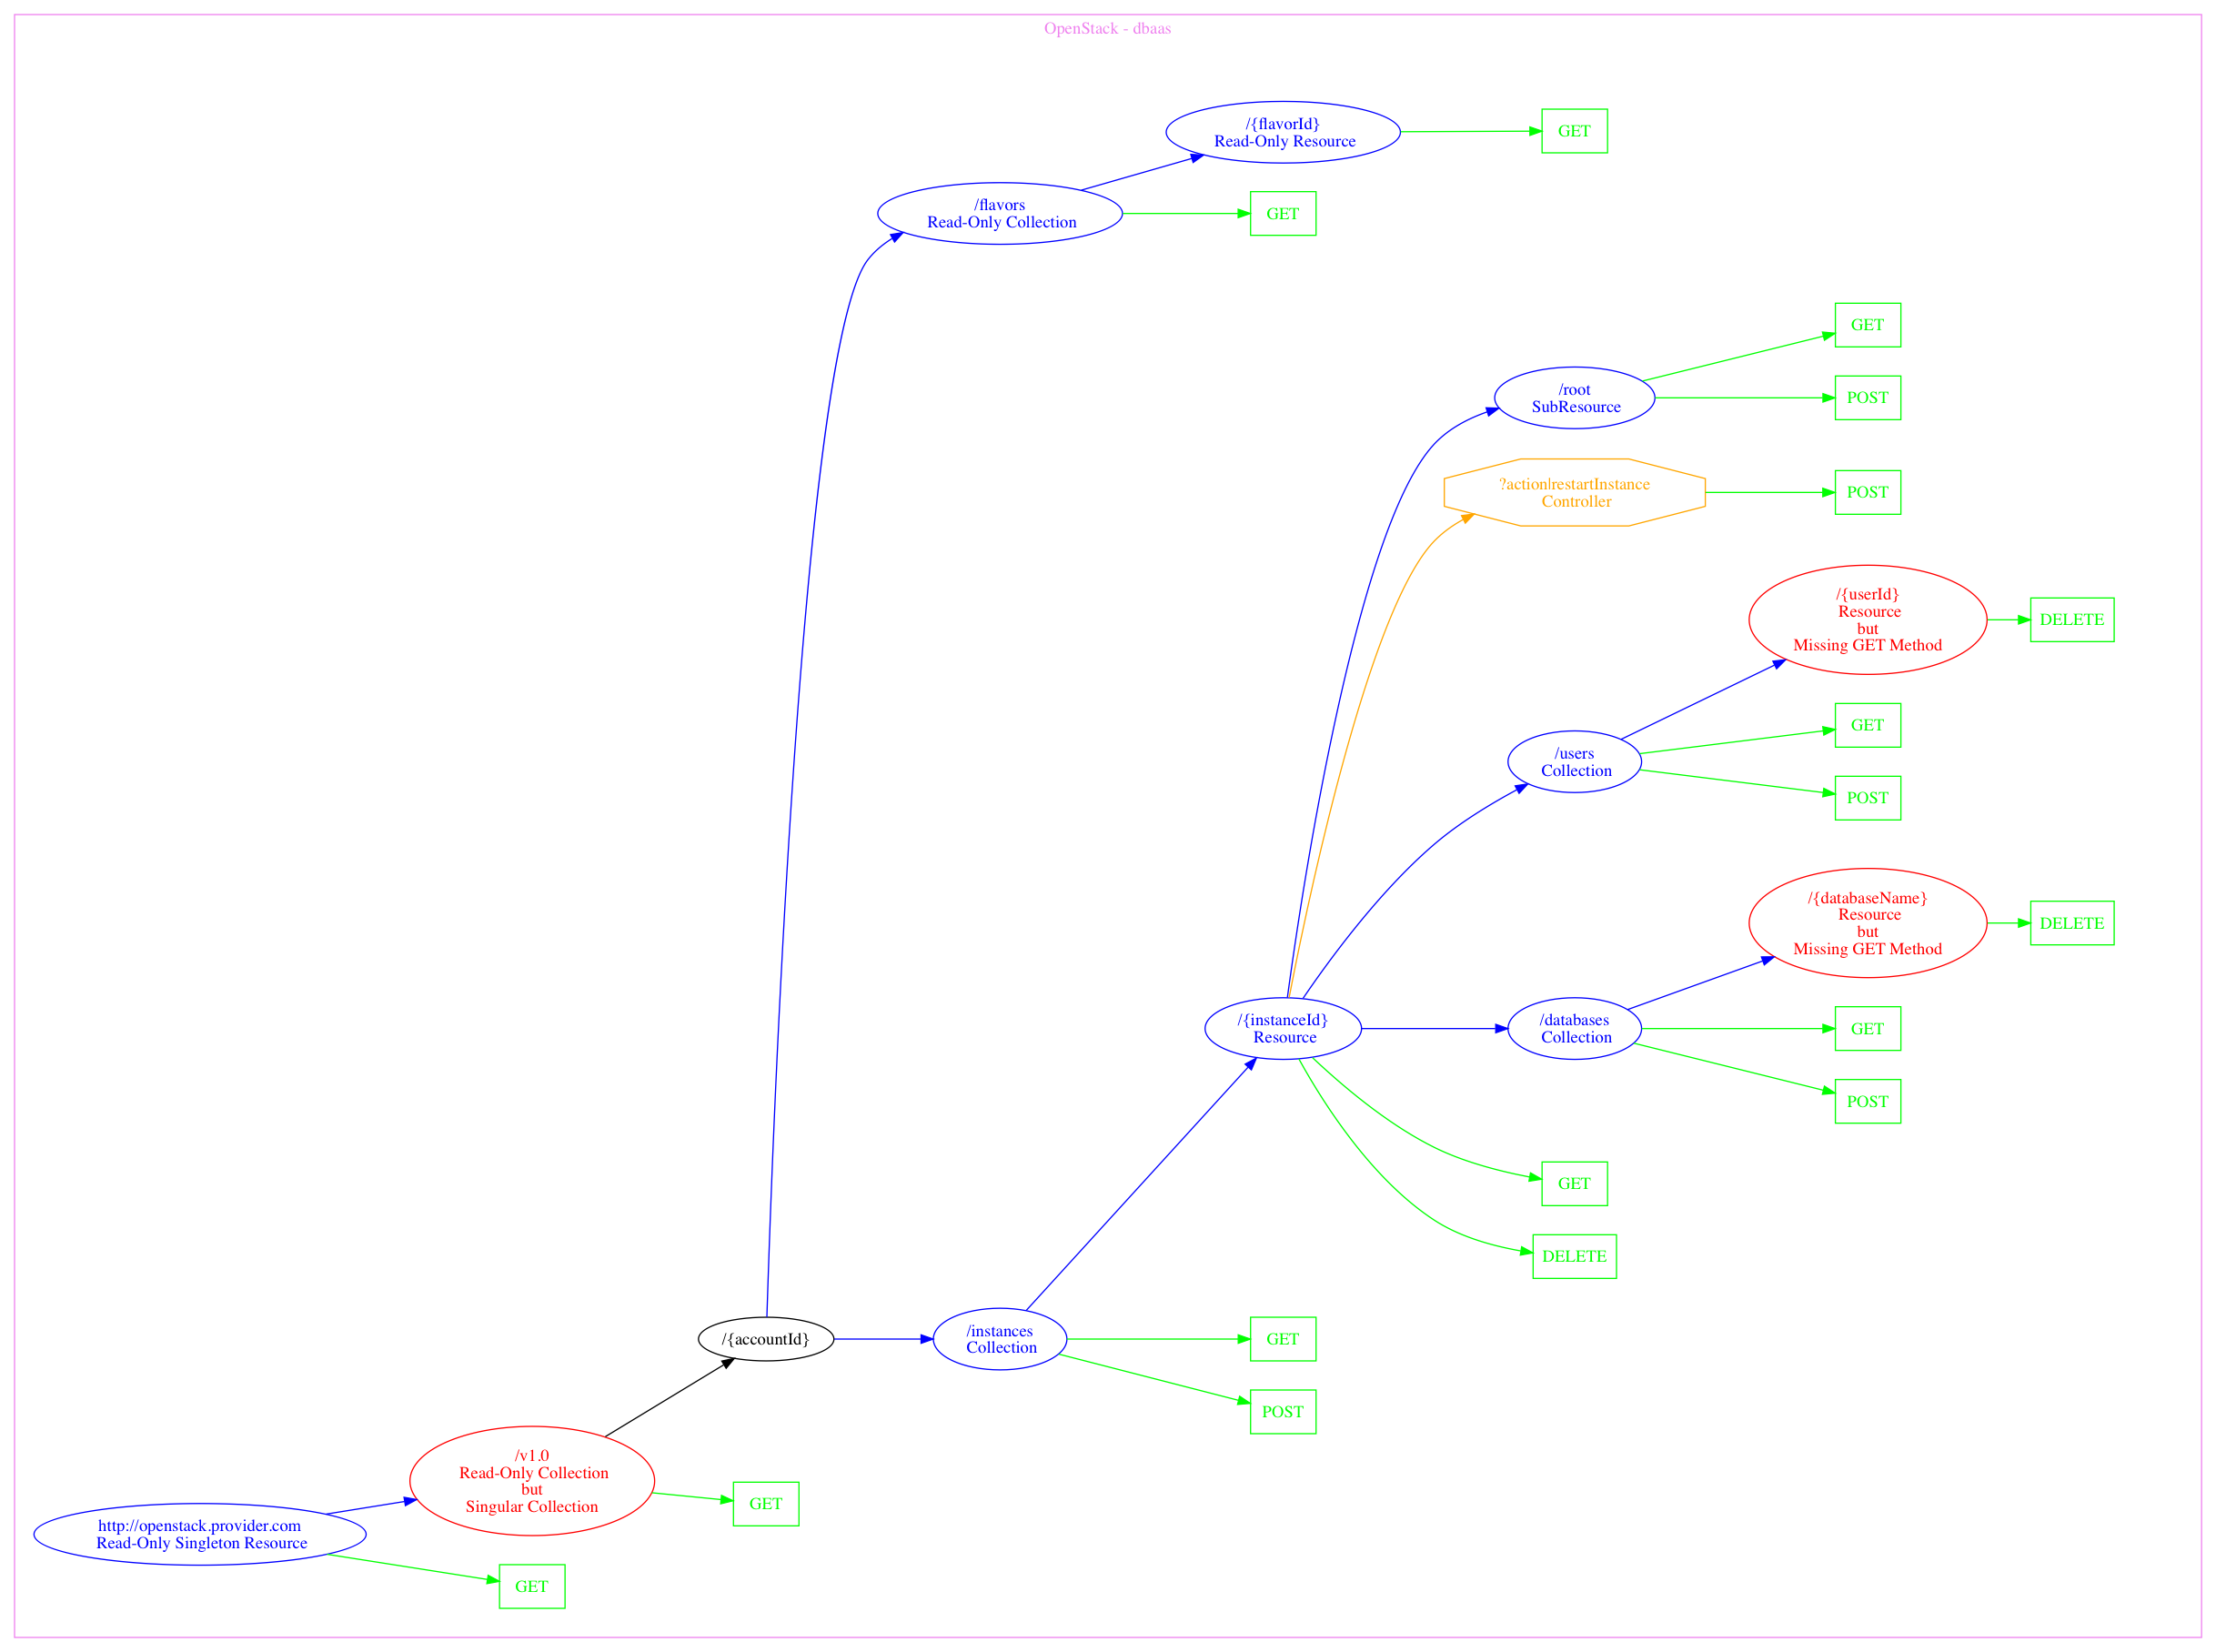 OpenStack - dbaas
/{flavorId}
Read-Only Resource
GET
/flavors
Read-Only Collection
GET
GET
/root
SubResource
POST
?action|restartInstance
Controller
POST
/{userId}
Resource
but
Missing GET Method
DELETE
GET
/users
Collection
POST
/{databaseName}
Resource
but
Missing GET Method
DELETE
/{instanceId}
Resource
/databases
Collection
GET
POST
GET
DELETE
/{accountId}
/instances
Collection
GET
POST
/v1.0
Read-Only Collection
but
Singular Collection
GET
http://openstack.provider.com
Read-Only Singleton Resource
GET